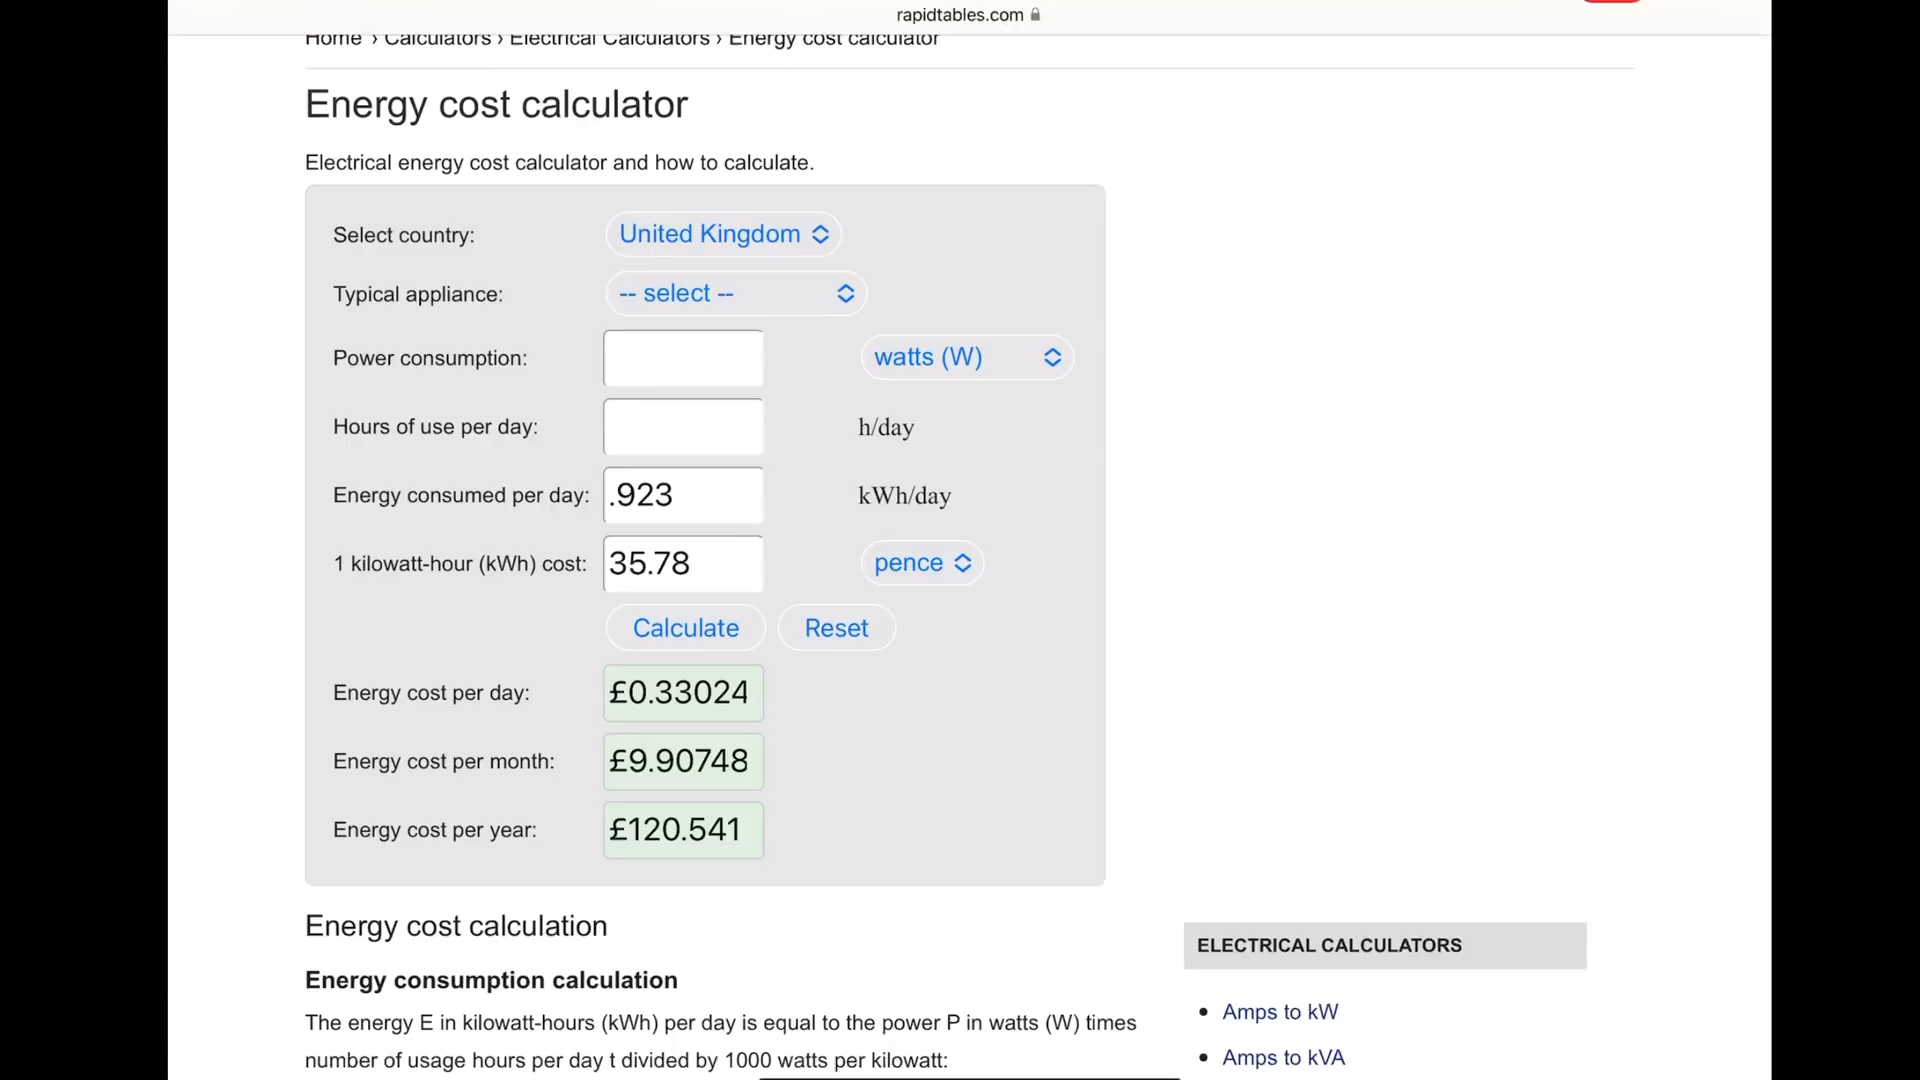 rapidtables.com
Home › Calculators › Electrical Calculators › Energy cost calculator
Energy cost calculator
Electrical energy cost calculator and how to calculate.
Select country: United Kingdom
Typical appliance: -- select --
Power consumption: watts (W)
Hours of use per day: h/day
Energy consumed per day: .923 kWh/day
1 kilowatt-hour (kWh) cost: 35.78 pence
Calculate Reset
Energy cost per day: £0.33024
Energy cost per month: £9.90748
Energy cost per year: £120.541
Energy cost calculation
Energy consumption calculation
The energy E in kilowatt-hours (kWh) per day is equal to the power P in watts (W) times
number of usage hours per day t divided by 1000 watts per kilowatt:
ELECTRICAL CALCULATORS
• Amps to kW
• Amps to kVA